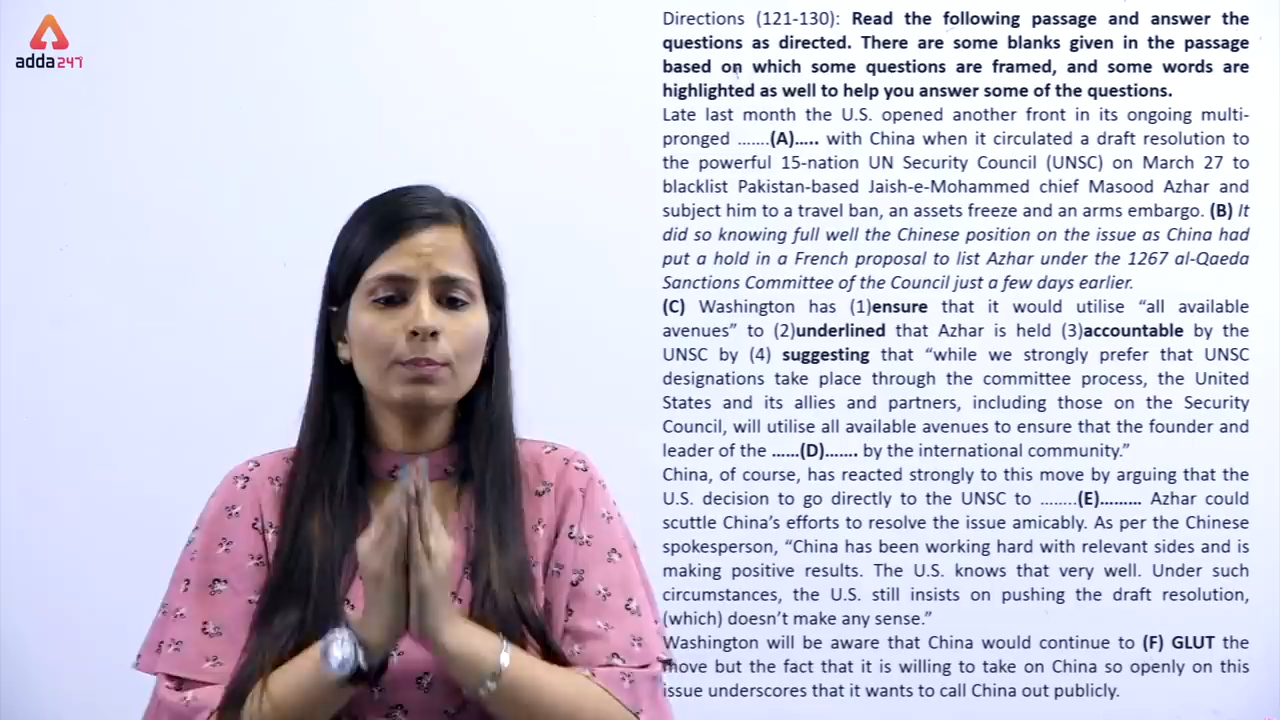 adda247
Directions (121-130): Read the following passage and answer the
questions as directed. There are some blanks given in the passage
based on which some questions are framed, and some words are
highlighted as well to help you answer some of the questions.
Late last month the U.S. opened another front in its ongoing multi-
pronged .......(A)..... with China when it circulated a draft resolution to
the powerful 15-nation UN Security Council (UNSC) on March 27 to
blacklist Pakistan-based Jaish-e-Mohammed chief Masood Azhar and
subject him to a travel ban, an assets freeze and an arms embargo. (B) It
did so knowing full well the Chinese position on the issue as China had
put a hold in a French proposal to list Azhar under the 1267 al-Qaeda
Sanctions Committee of the Council just a few days earlier.
(C) Washington has (1)ensure that it would utilise “all available
avenues” to (2)underlined that Azhar is held (3)accountable by the
UNSC by (4) suggesting that “while we strongly prefer that UNSC
designations take place through the committee process, the United
States and its allies and partners, including those on the Security
Council, will utilise all available avenues to ensure that the founder and
leader of the ......(D)....... by the international community.”
China, of course, has reacted strongly to this move by arguing that the
U.S. decision to go directly to the UNSC to ........(E)......... Azhar could
scuttle China’s efforts to resolve the issue amicably. As per the Chinese
spokesperson, “China has been working hard with relevant sides and is
making positive results. The U.S. knows that very well. Under such
circumstances, the U.S. still insists on pushing the draft resolution,
(which) doesn’t make any sense.”
Washington will be aware that China would continue to (F) GLUT the
move but the fact that it is willing to take on China so openly on this
issue underscores that it wants to call China out publicly.